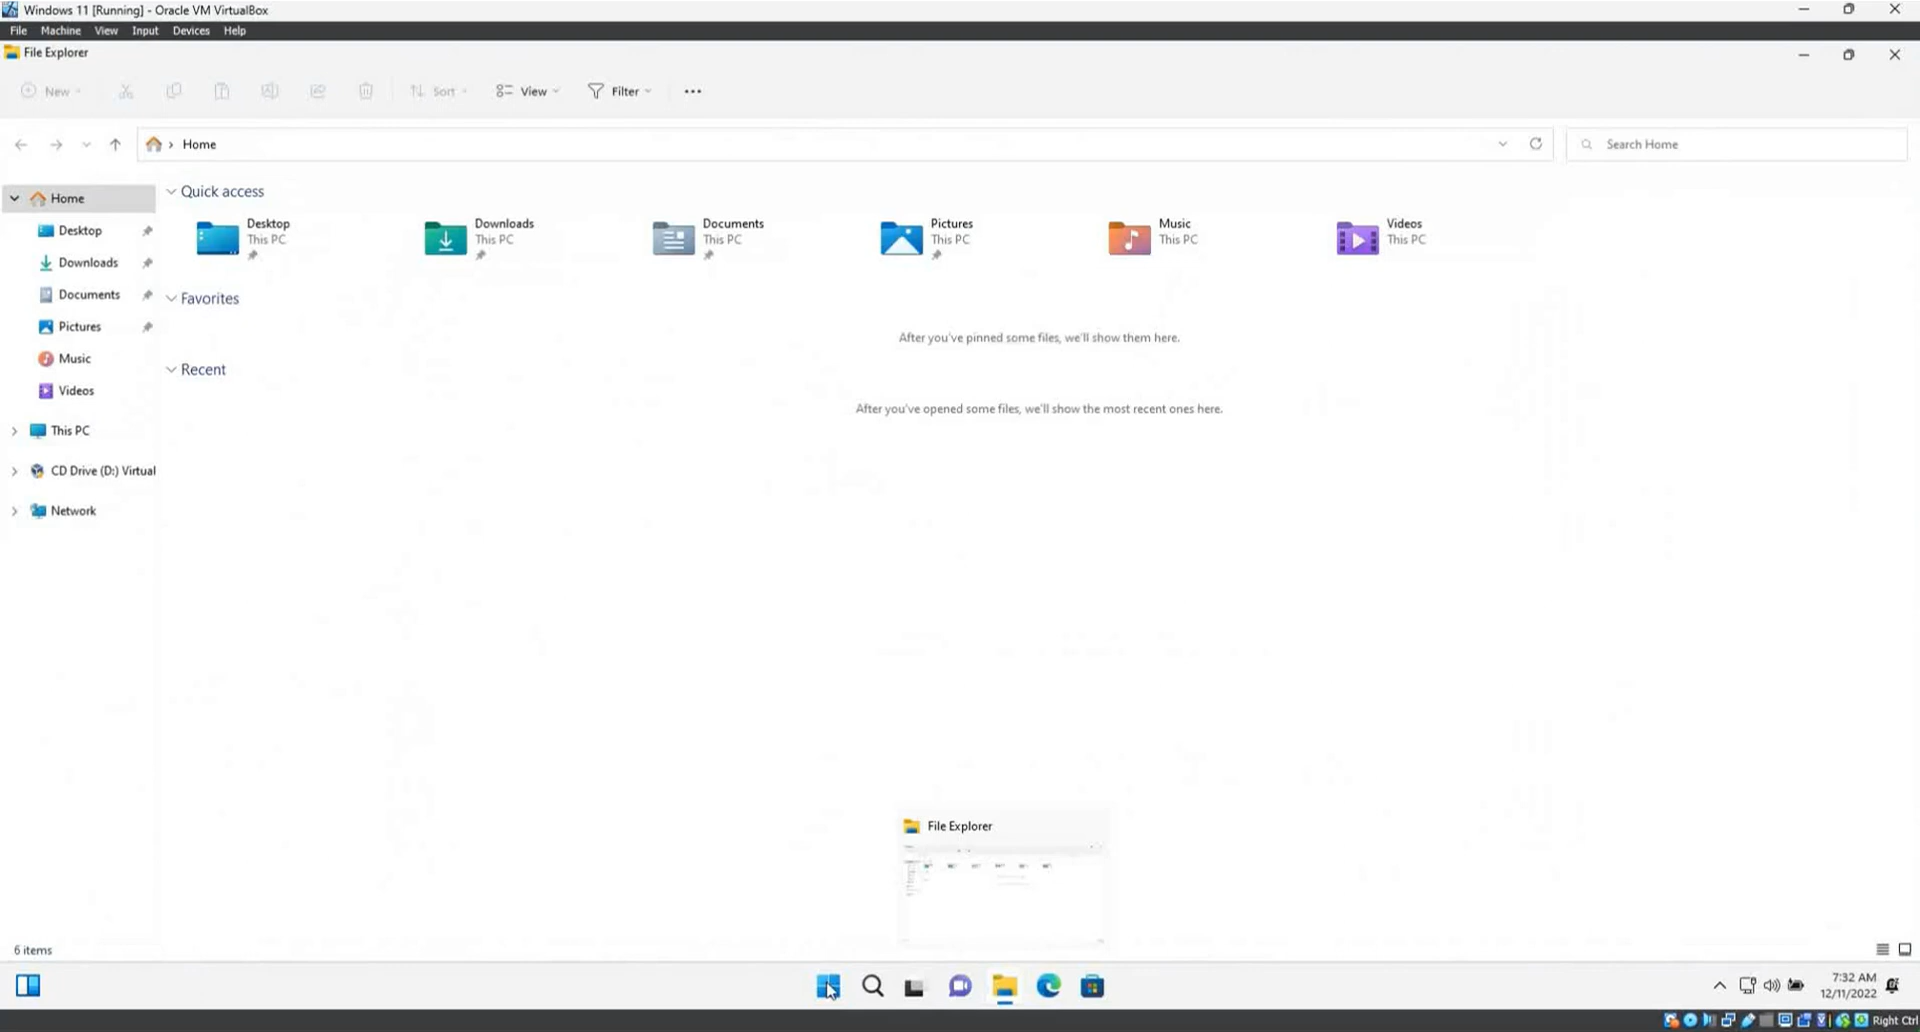 Windows 11 [Running] - Oracle VM VirtualBox
File Machine View Input Devices Help
File Explorer
New Sort View Filter
Home
Search Home
Home
Desktop
Downloads
Documents
Pictures
Music
Videos
This PC
CD Drive (D:) Virtual
Network
Quick access
Desktop
This PC
Downloads
This PC
Documents
This PC
Pictures
This PC
Music
This PC
Videos
This PC
Favorites
After you've pinned some files, we'll show them here.
Recent
After you've opened some files, we'll show the most recent ones here.
File Explorer
6 items
7:32 AM
12/11/2022
Right Ctrl